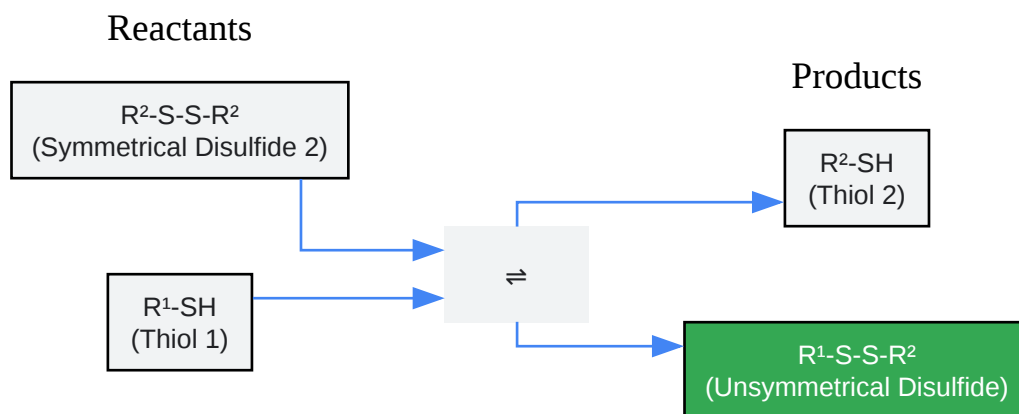 Reactants
R²-S-S-R²
(Symmetrical Disulfide 2)
R¹-SH
(Thiol 1)
⇌
Products
R²-SH
(Thiol 2)
R¹-S-S-R²
(Unsymmetrical Disulfide)